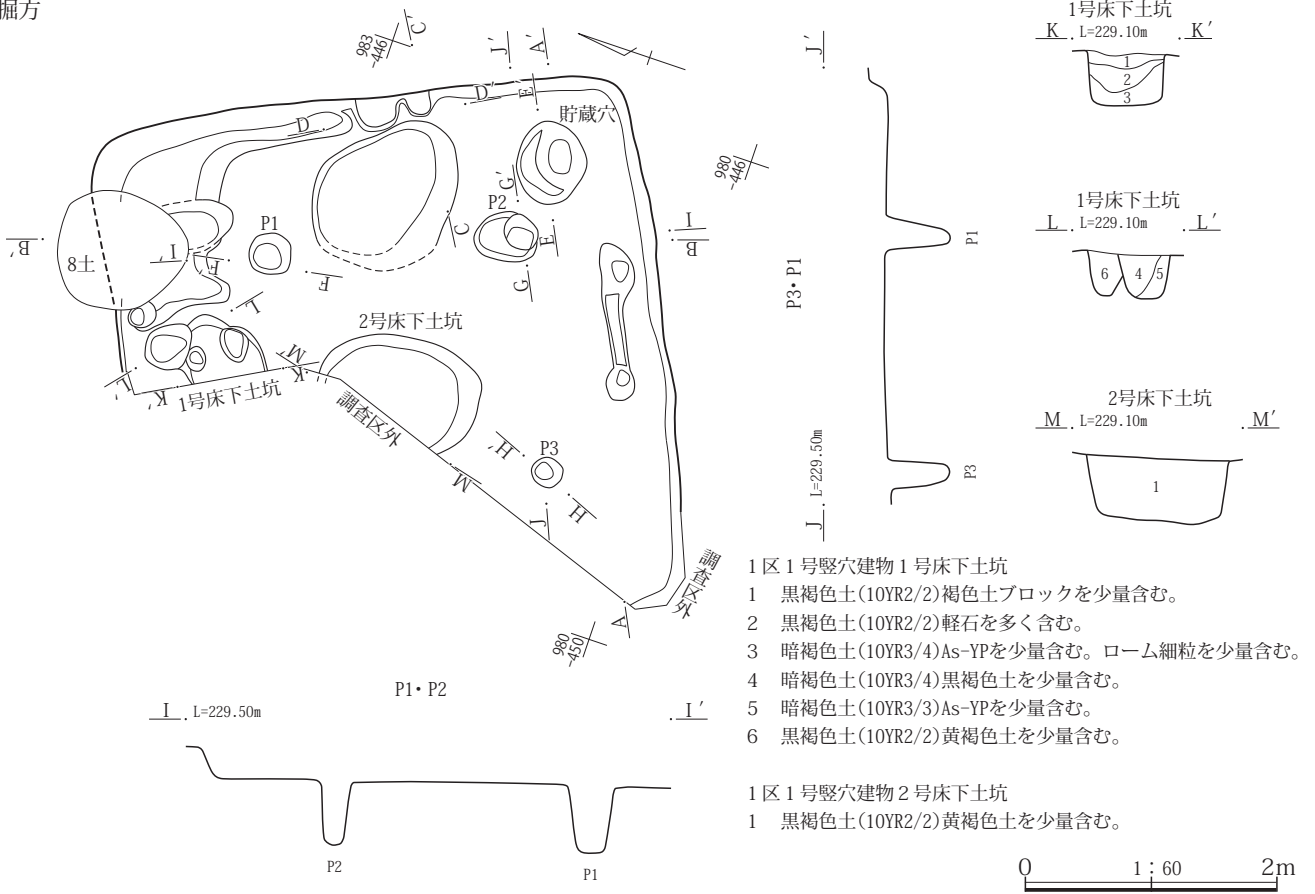 掘方
983
-446
C′
J′
A′
E′
D′
D
貯蔵穴
980
-446
G′
P2
C
E
G
P1
I
B
B′
8土
I′
F′
F
L
L′
2号床下土坑
M′
K
K′
1号床下土坑
調査区外
M
H′
P3
H
J
A
調査区外
980
-450
J′
P1
P3・P1
P3
J L=229.50m
1号床下土坑
K L=229.10m K′
1
2
3
1号床下土坑
L L=229.10m L′
6 4 5
2号床下土坑
M L=229.10m M′
1
P1・P2
I L=229.50m I′
P2
P1
1区1号竪穴建物1号床下土坑
1 黒褐色土(10YR2/2)褐色土ブロックを少量含む。
2 黒褐色土(10YR2/2)軽石を多く含む。
3 暗褐色土(10YR3/4)As-YPを少量含む。ローム細粒を少量含む。
4 暗褐色土(10YR3/4)黒褐色土を少量含む。
5 暗褐色土(10YR3/3)As-YPを少量含む。
6 黒褐色土(10YR2/2)黄褐色土を少量含む。
1区1号竪穴建物2号床下土坑
1 黒褐色土(10YR2/2)黄褐色土を少量含む。
0 1：60 2m